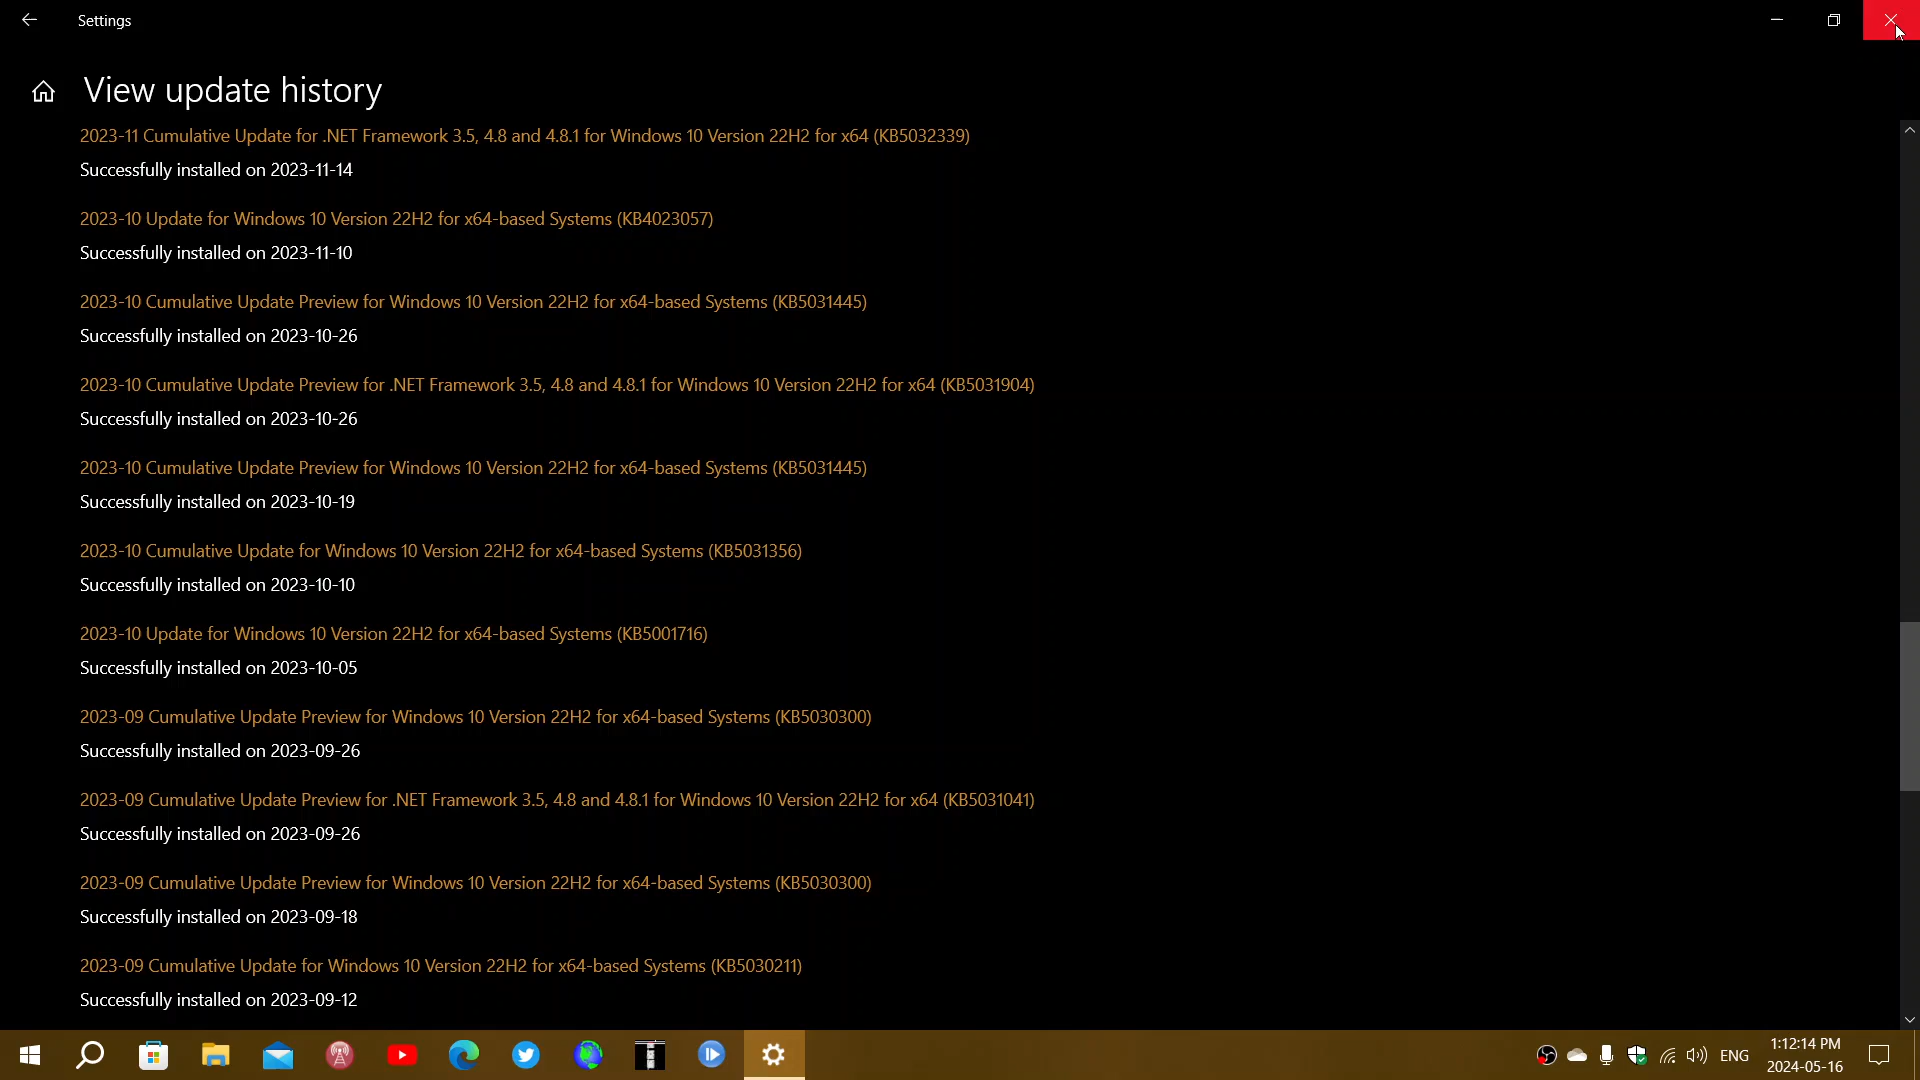 Settings
View update history
2023-11 Cumulative Update for .NET Framework 3.5, 4.8 and 4.8.1 for Windows 10 Version 22H2 for x64 (KB5032339)
Successfully installed on 2023-11-14
2023-10 Update for Windows 10 Version 22H2 for x64-based Systems (KB4023057)
Successfully installed on 2023-11-10
2023-10 Cumulative Update Preview for Windows 10 Version 22H2 for x64-based Systems (KB5031445)
Successfully installed on 2023-10-26
2023-10 Cumulative Update Preview for .NET Framework 3.5, 4.8 and 4.8.1 for Windows 10 Version 22H2 for x64 (KB5031904)
Successfully installed on 2023-10-26
2023-10 Cumulative Update Preview for Windows 10 Version 22H2 for x64-based Systems (KB5031445)
Successfully installed on 2023-10-19
2023-10 Cumulative Update for Windows 10 Version 22H2 for x64-based Systems (KB5031356)
Successfully installed on 2023-10-10
2023-10 Update for Windows 10 Version 22H2 for x64-based Systems (KB5001716)
Successfully installed on 2023-10-05
2023-09 Cumulative Update Preview for Windows 10 Version 22H2 for x64-based Systems (KB5030300)
Successfully installed on 2023-09-26
2023-09 Cumulative Update Preview for .NET Framework 3.5, 4.8 and 4.8.1 for Windows 10 Version 22H2 for x64 (KB5031041)
Successfully installed on 2023-09-26
2023-09 Cumulative Update Preview for Windows 10 Version 22H2 for x64-based Systems (KB5030300)
Successfully installed on 2023-09-18
2023-09 Cumulative Update for Windows 10 Version 22H2 for x64-based Systems (KB5030211)
Successfully installed on 2023-09-12
ENG
1:12:14 PM
2024-05-16